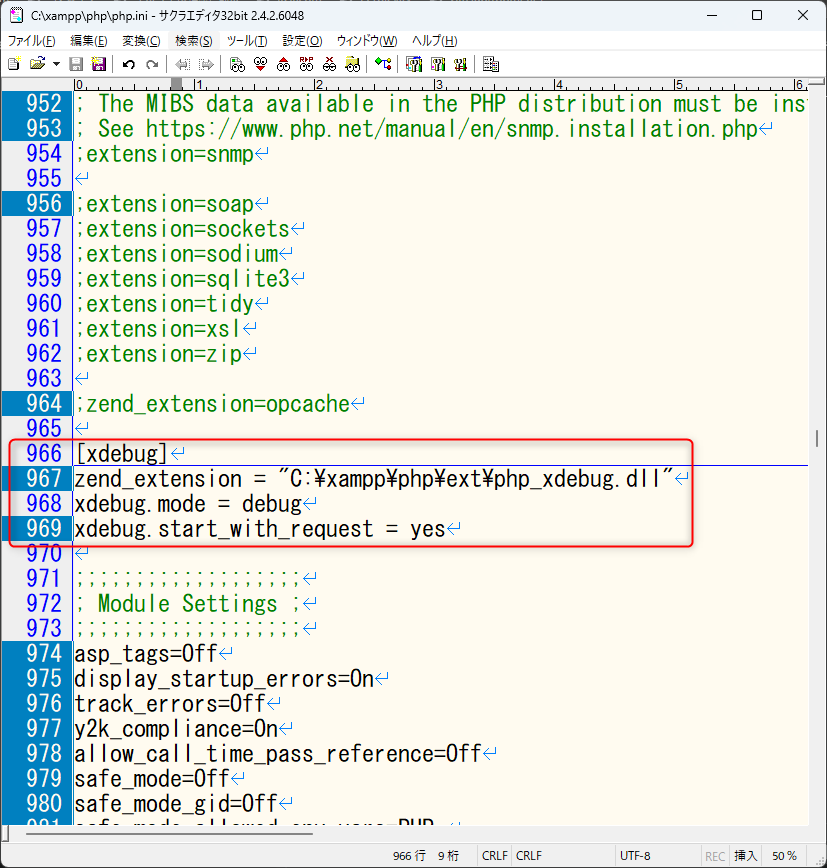 C:\xampp\php\php.ini - サクラエディタ32bit 2.4.2.6048
ファイル(F) 編集(E) 変換(C) 検索(S) ツール(T) 設定(O) ウィンドウ(W) ヘルプ(H)
0 1 2 3 4 5 6
952 ; The MIBS data available in the PHP distribution must be ins
953 ; See https://www.php.net/manual/en/snmp.installation.php↵
954 ;extension=snmp↵
955 ↵
956 ;extension=soap↵
957 ;extension=sockets↵
958 ;extension=sodium↵
959 ;extension=sqlite3↵
960 ;extension=tidy↵
961 ;extension=xsl↵
962 ;extension=zip↵
963 ↵
964 ;zend_extension=opcache↵
965 ↵
966 [xdebug]↵
967 zend_extension = "C:¥xampp¥php¥ext¥php_xdebug.dll"↵
968 xdebug.mode = debug↵
969 xdebug.start_with_request = yes↵
970 ↵
971 ;;;;;;;;;;;;;;;;;;;↵
972 ; Module Settings ;↵
973 ;;;;;;;;;;;;;;;;;;;↵
974 asp_tags=Off↵
975 display_startup_errors=On↵
976 track_errors=Off↵
977 y2k_compliance=On↵
978 allow_call_time_pass_reference=Off↵
979 safe_mode=Off↵
980 safe_mode_gid=Off↵
966 行 9 桁 CRLF CRLF UTF-8 REC 挿入 50 %